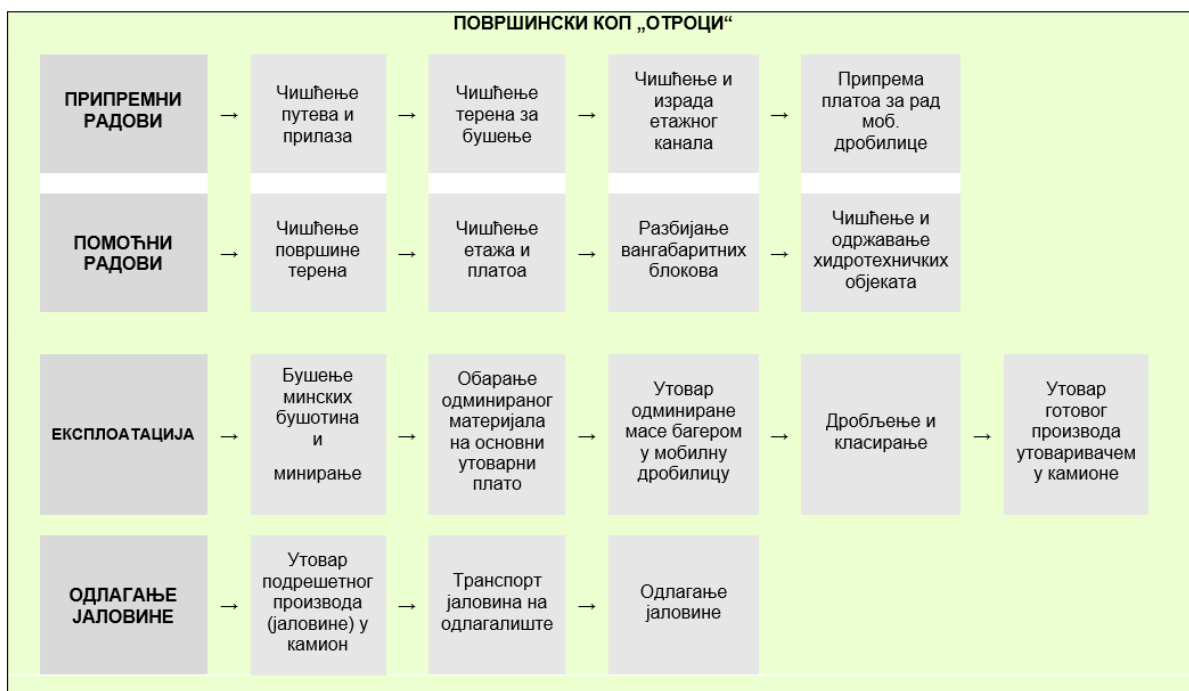 ПОВРШИНСКИ КОП „ОТРОЦИ“
ПРИПРЕМНИ
РАДОВИ
→
Чишћење
путева и
прилаза
→
Чишћење
терена за
бушење
→
Чишћење и
израда
етажног
канала
→
Припрема
платоа за рад
моб.
дробилице
ПОМОЋНИ
РАДОВИ
→
Чишћење
површине
терена
→
Чишћење
етажа и
платоа
→
Разбијање
вангабаритних
блокова
→
Чишћење и
одржавање
хидротехничких
објеката
ЕКСПЛОАТАЦИЈА
→
Бушење
минских
бушотина
и
минирање
→
Обарање
одминираног
материјала
на основни
утоварни
плато
→
Утовар
одминиране
масе багером
у мобилну
дробилицу
→
Дробљење и
класирање
→
Утовар
готовог
производа
утоваривачем
у камионе
ОДЛАГАЊЕ
ЈАЛОВИНЕ
→
Утовар
подрешетног
производа
(јаловине) у
камион
→
Транспорт
јаловина на
одлагалиште
→
Одлагање
јаловине